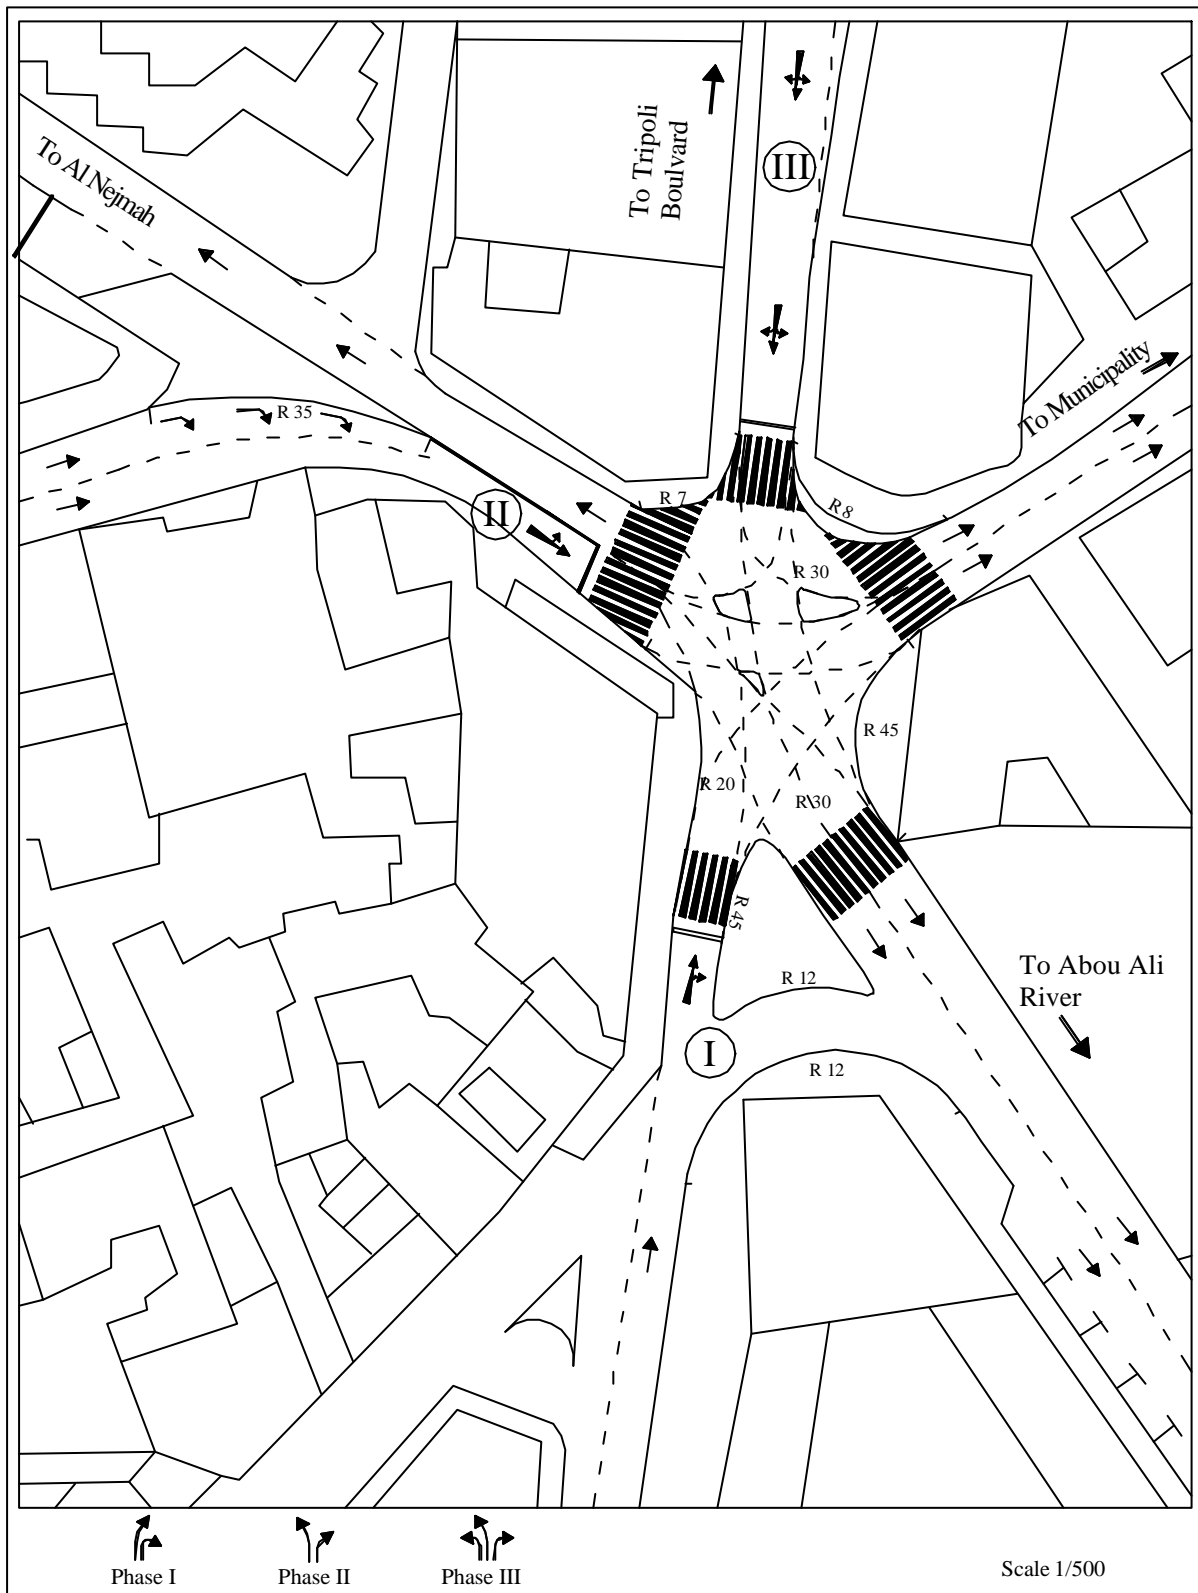 To Al Nejmah
To Tripoli
Boulvard
III
To Municipality
R 35
II
R 7
R 8
R 30
R 45
R 20
R 30
R 45
R 12
To Abou Ali
River
I
R 12
Phase I
Phase II
Phase III
Scale 1/500